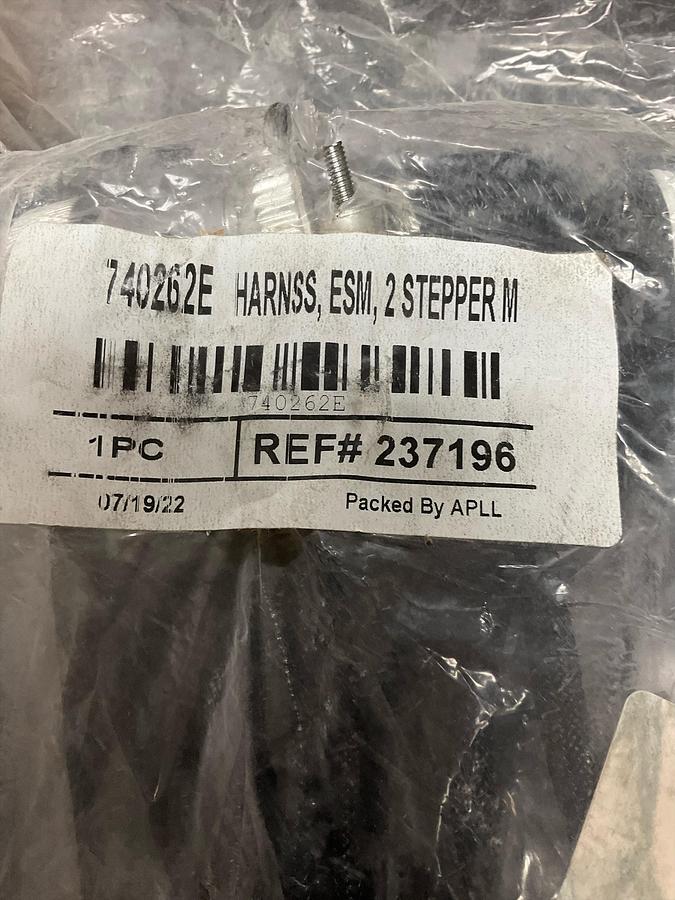 740262E HARNSS, ESM, 2 STEPPER M
740262E
1PC REF# 237196
07/19/22 Packed By APLL